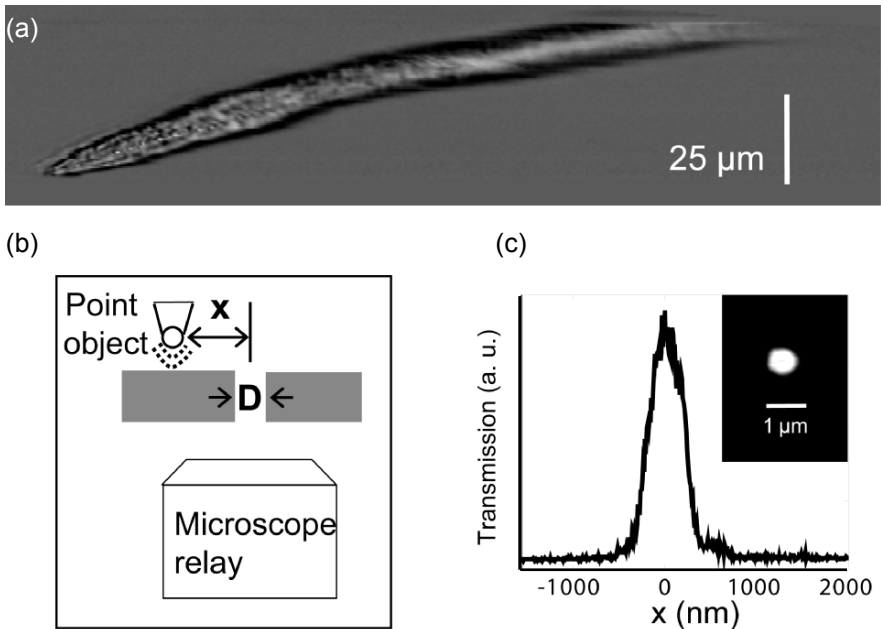 (a)
25 μm
(b)
(c)
Point
object
x
D
Microscope
relay
Transmission (a. u.)
1 μm
-1000
0
1000
2000
x (nm)